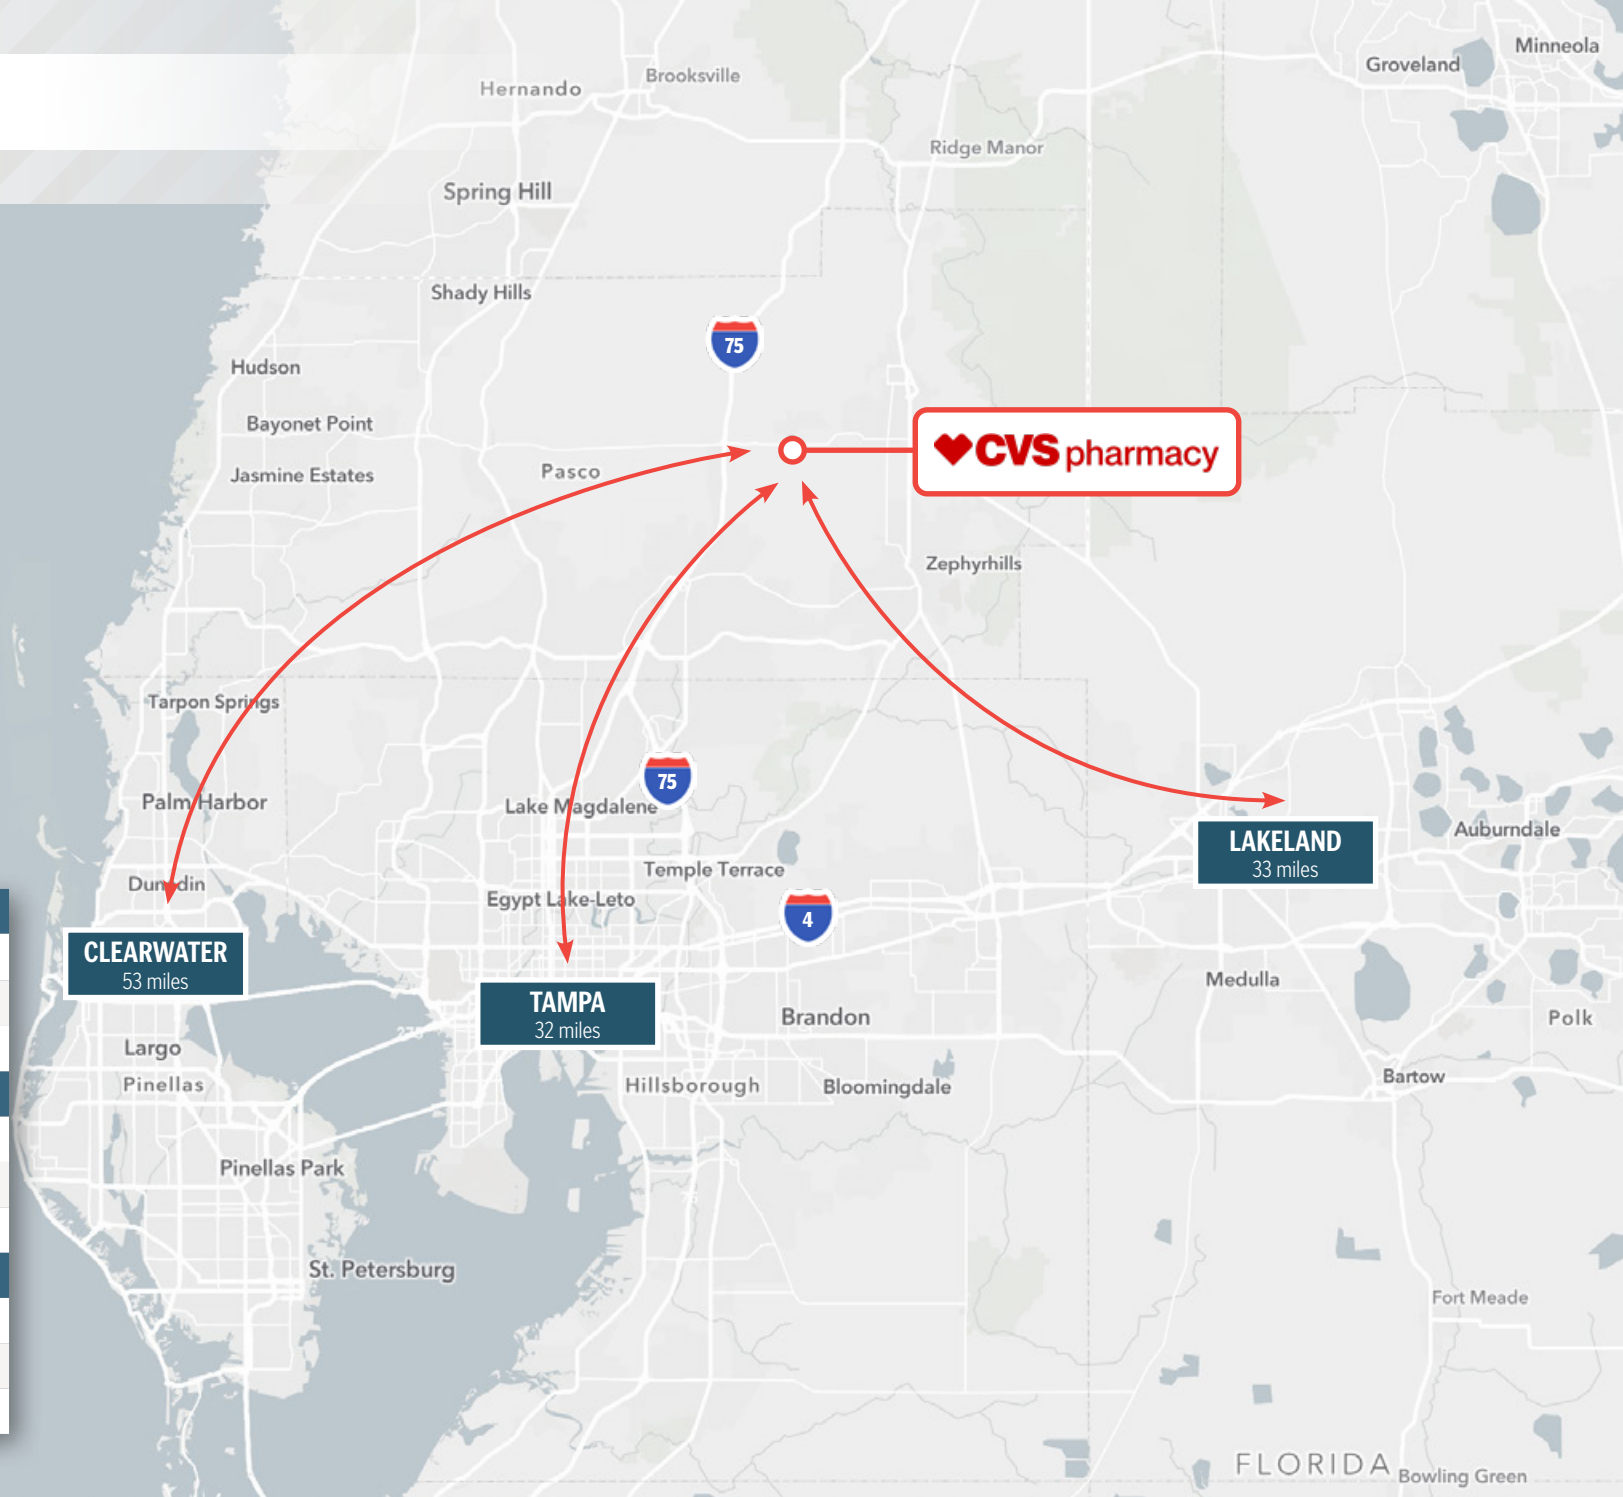 Minneola
Groveland
Brooksville
Hernando
Ridge Manor
Spring Hill
Shady Hills
75
Hudson
Bayonet Point
CVS pharmacy
Pasco
Jasmine Estates
Zephyrhills
Tarpon Springs
75
Palm Harbor
Lake Magdalene
Auburndale
LAKELAND
33 miles
Temple Terrace
Dunedin
Egypt Lake-Leto
4
CLEARWATER
53 miles
Medulla
TAMPA
32 miles
Brandon
Polk
275
Largo
Bartow
Pinellas
Hillsborough
Bloomingdale
Pinellas Park
75
St. Petersburg
Fort Meade
FLORIDA
Bowling Green